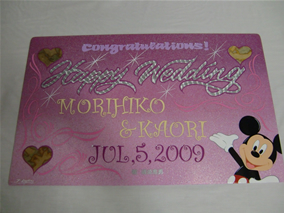 Congratulations!
Happy Wedding
MORIHIKO
&KAORI
JUL,5,2009